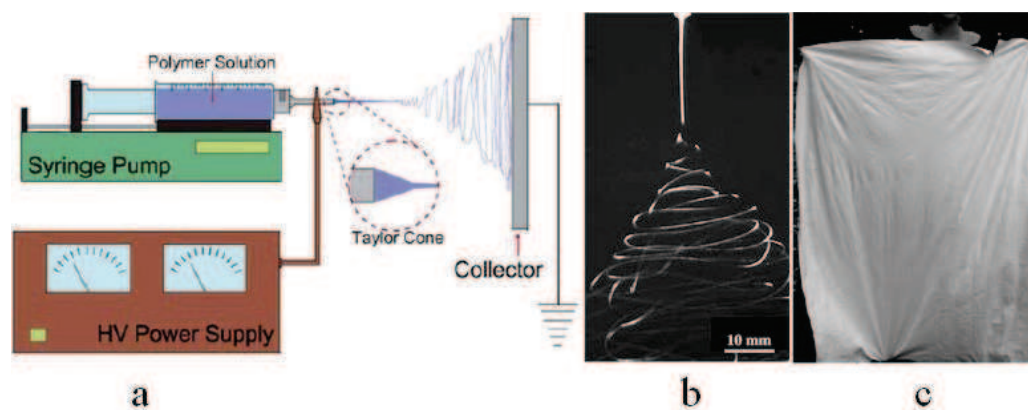 Polymer Solution
Syringe Pump
Taylor Cone
Collector
HV Power Supply
10 mm
a
b
c